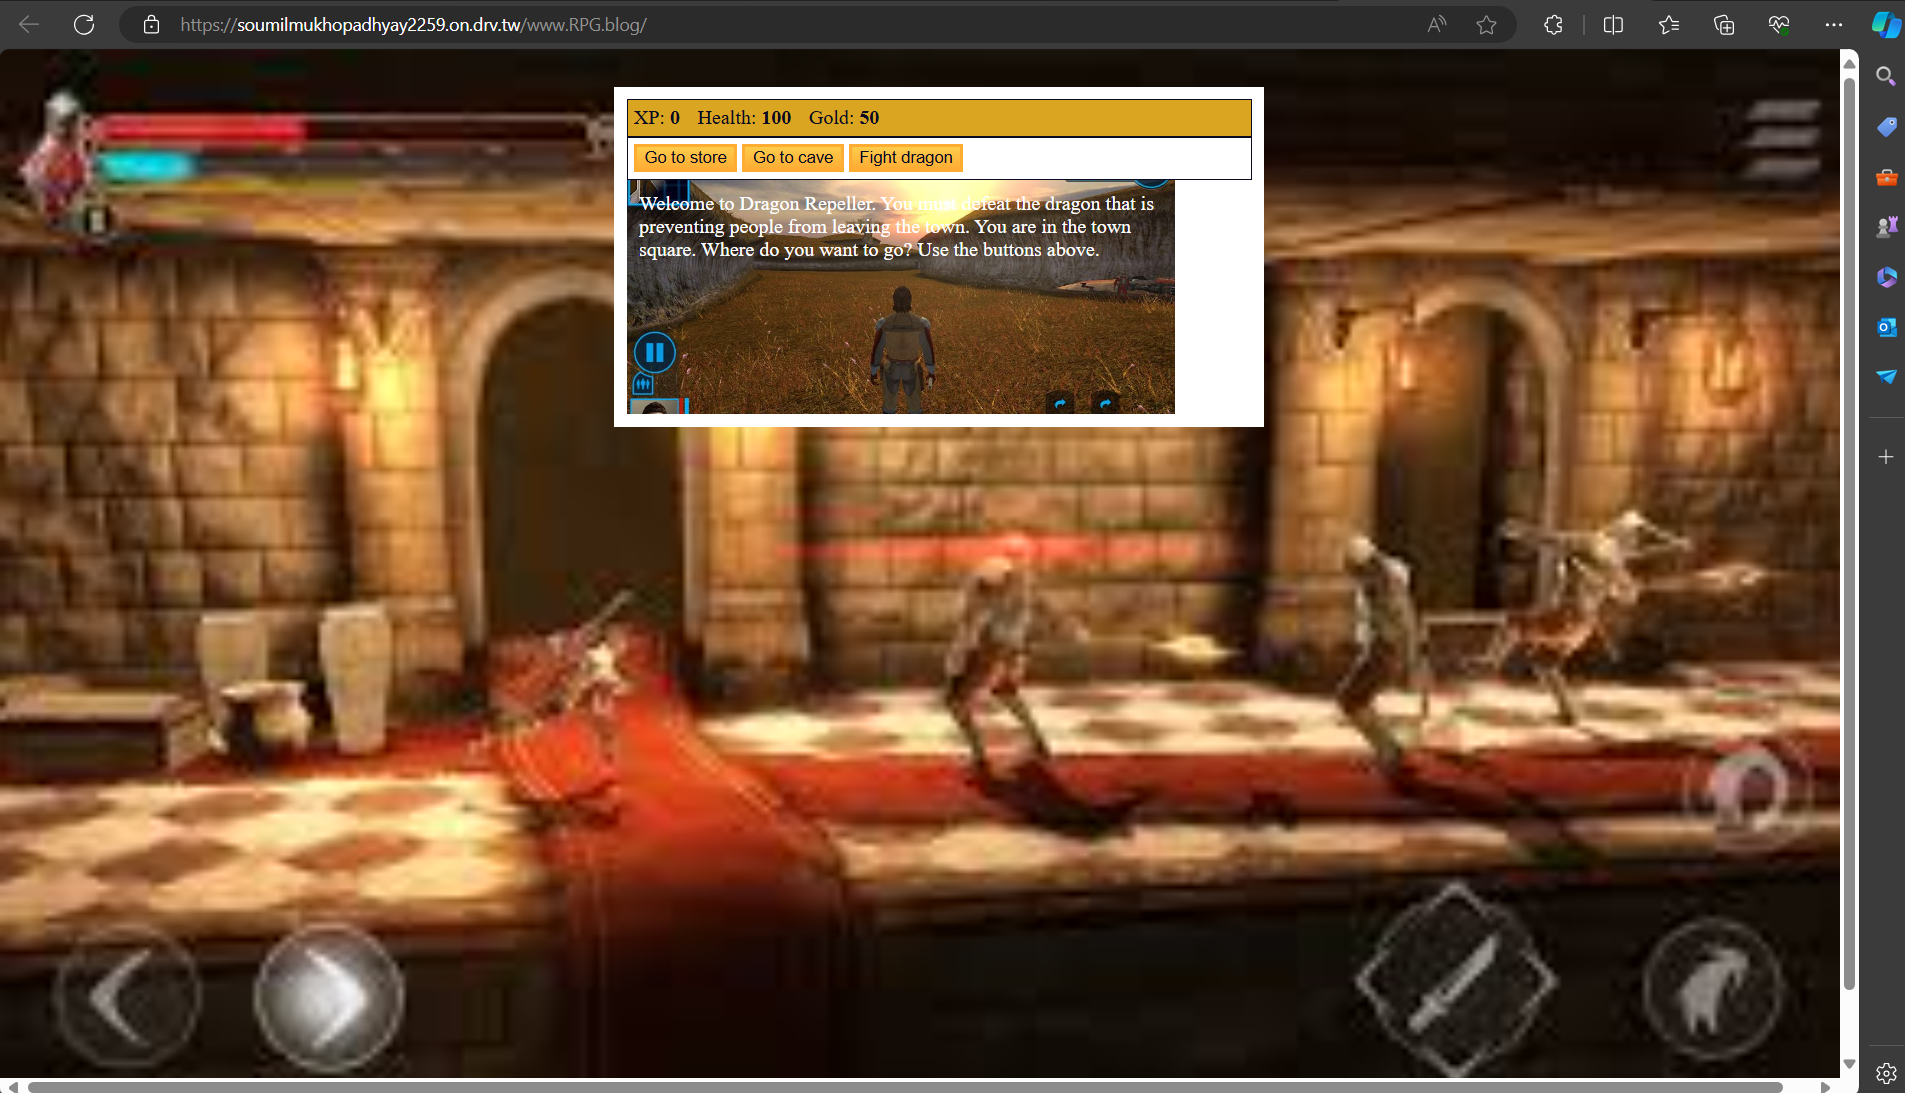 https://soumilmukhopadhyay2259.on.drv.tw/www.RPG.blog/
XP: 0 Health: 100 Gold: 50
Go to store Go to cave Fight dragon
Welcome to Dragon Repeller. You must defeat the dragon that is
preventing people from leaving the town. You are in the town
square. Where do you want to go? Use the buttons above.